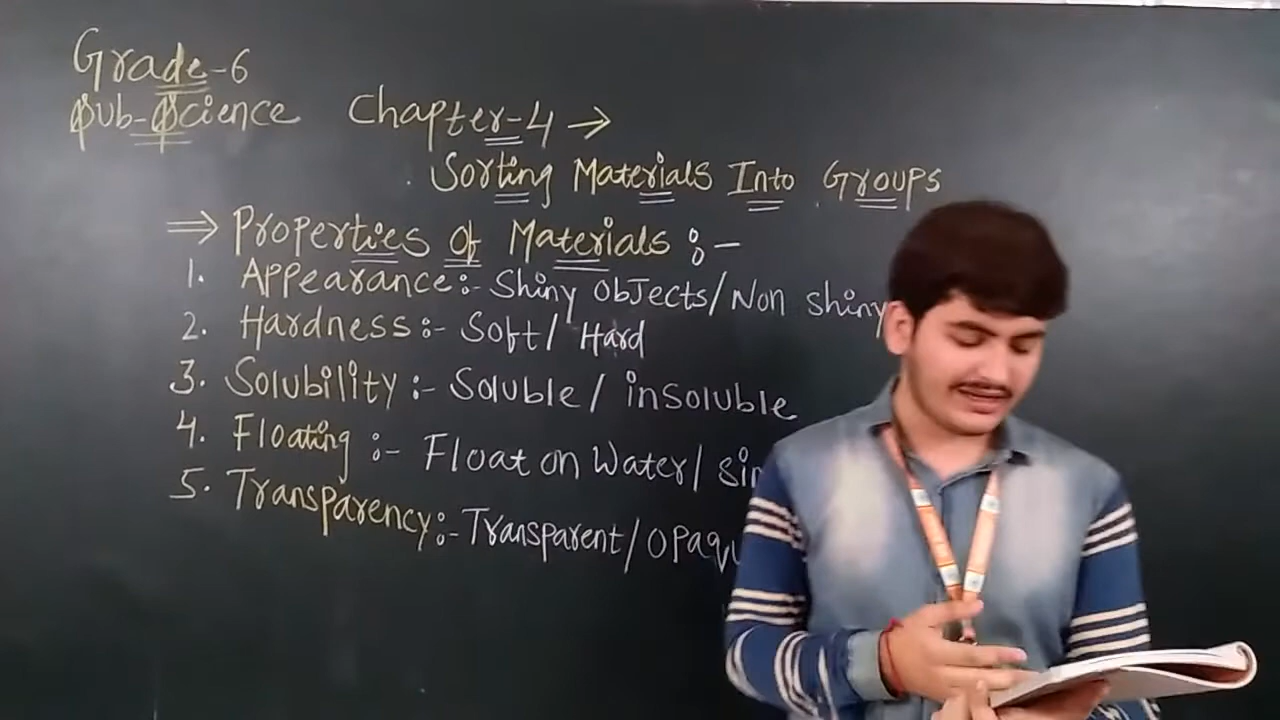 Grade-6
Sub-Science Chapter-4 →
Sorting Materials Into Groups
⇒ Properties Of Materials :-
1. Appearance:- Shiny Objects/Non Shiny
2. Hardness:- Soft/ Hard
3. Solubility:- Soluble/ insoluble
4. Floating:- Float on Water/
5. Transparency:- Transparent/